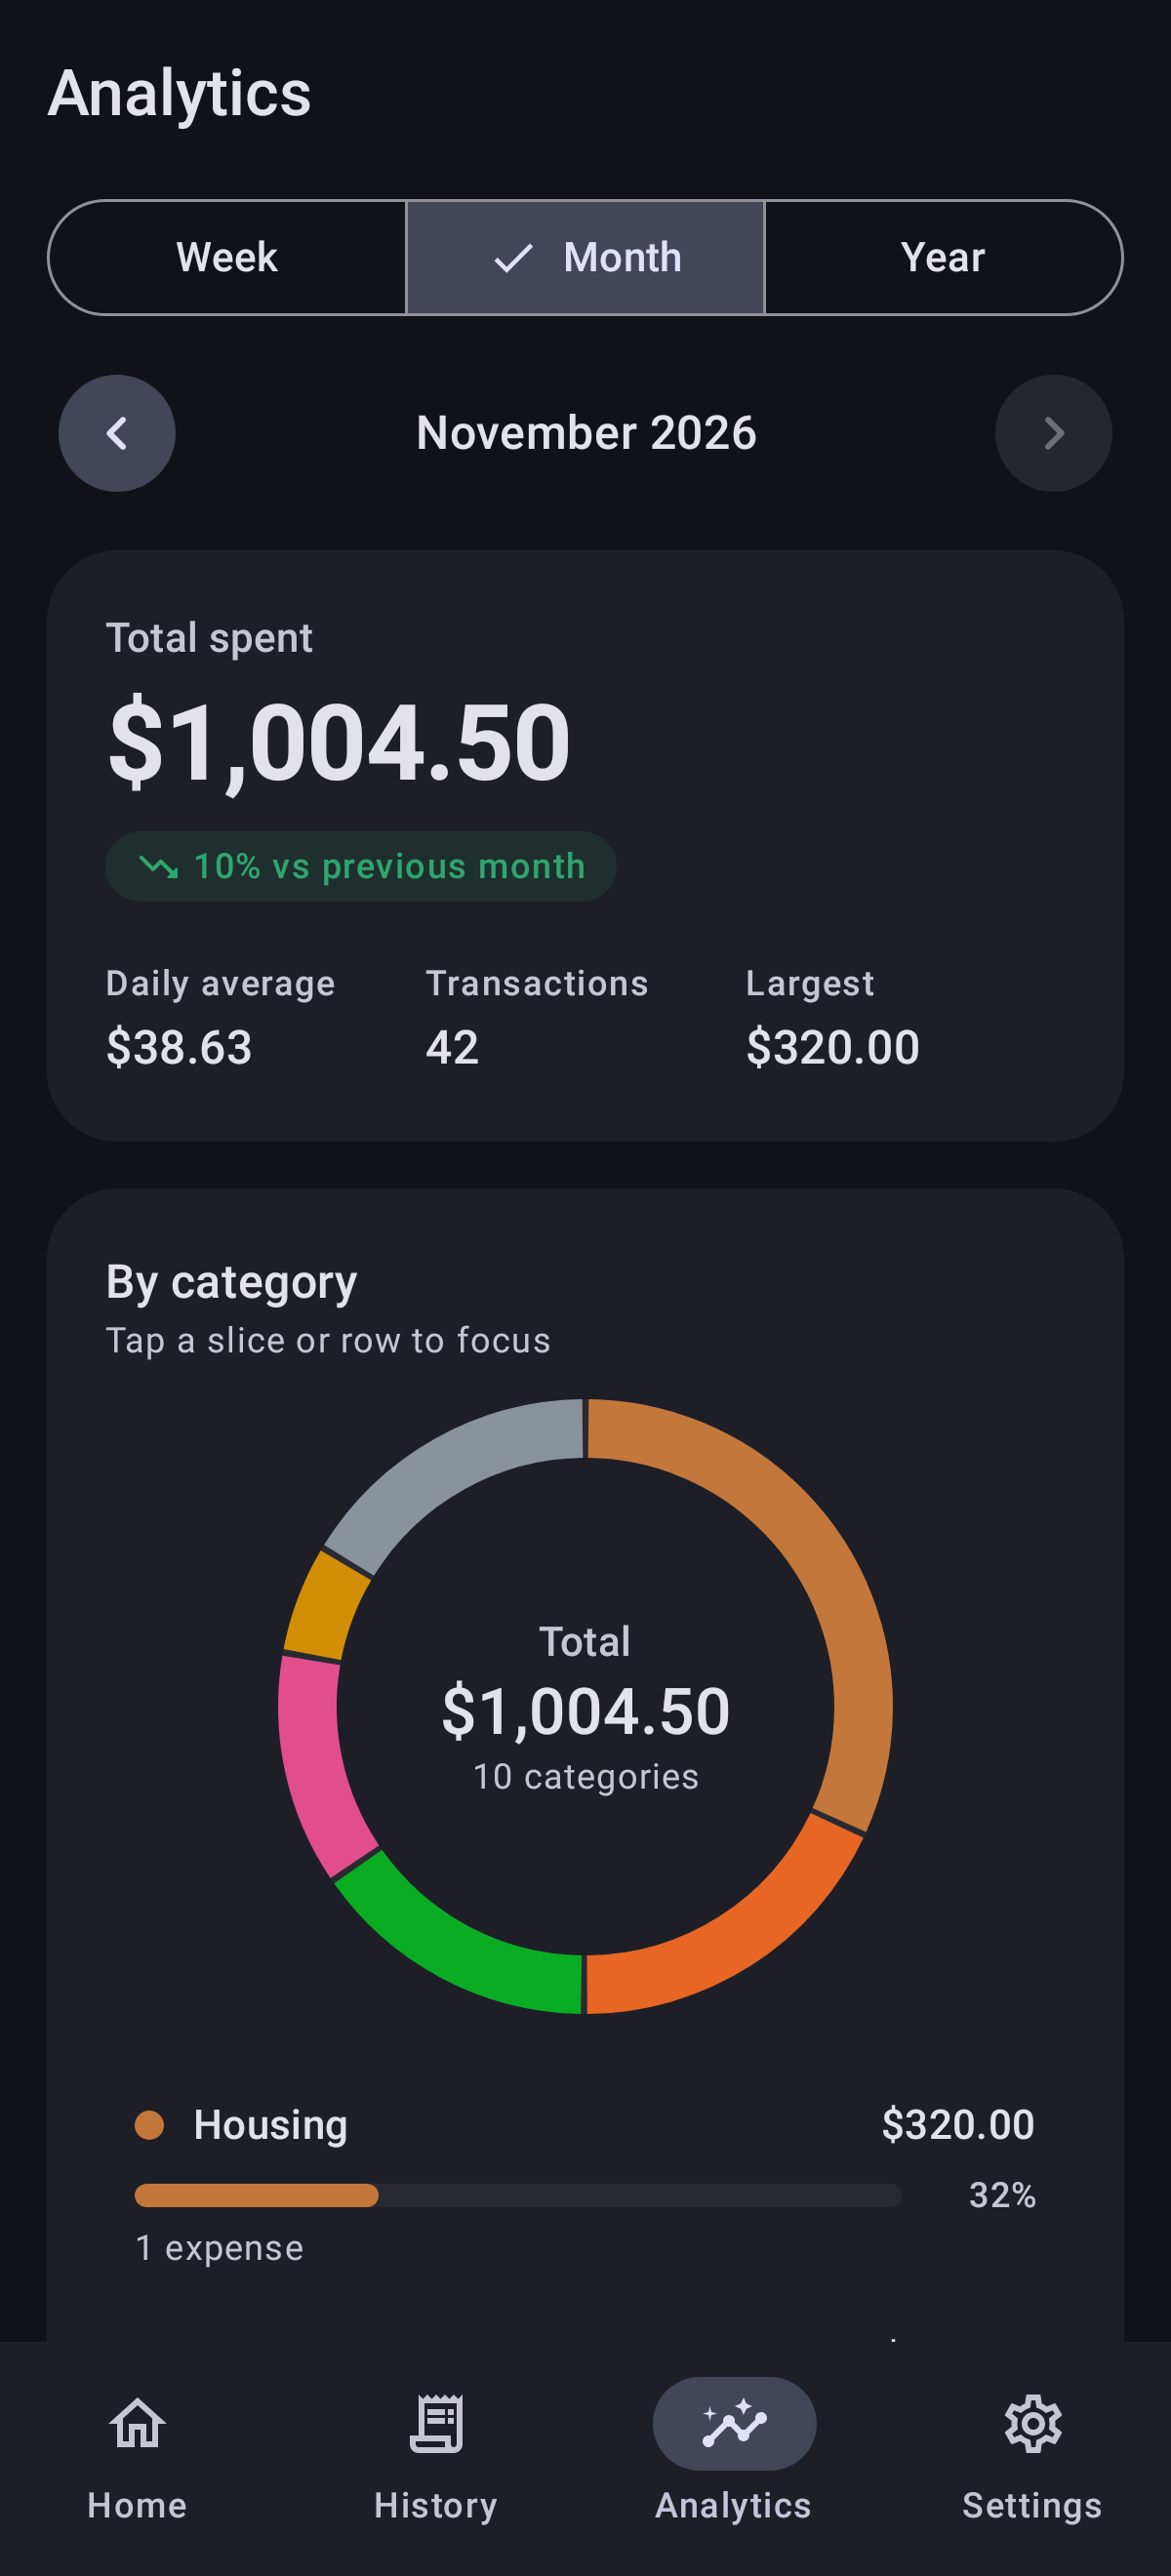 Analytics
Week Month Year
November 2026
Total spent
$1,004.50
10% vs previous month
Daily average Transactions Largest
$38.63 42 $320.00
By category
Tap a slice or row to focus
Total
$1,004.50
10 categories
Housing $320.00
32%
1 expense
Home History Analytics Settings